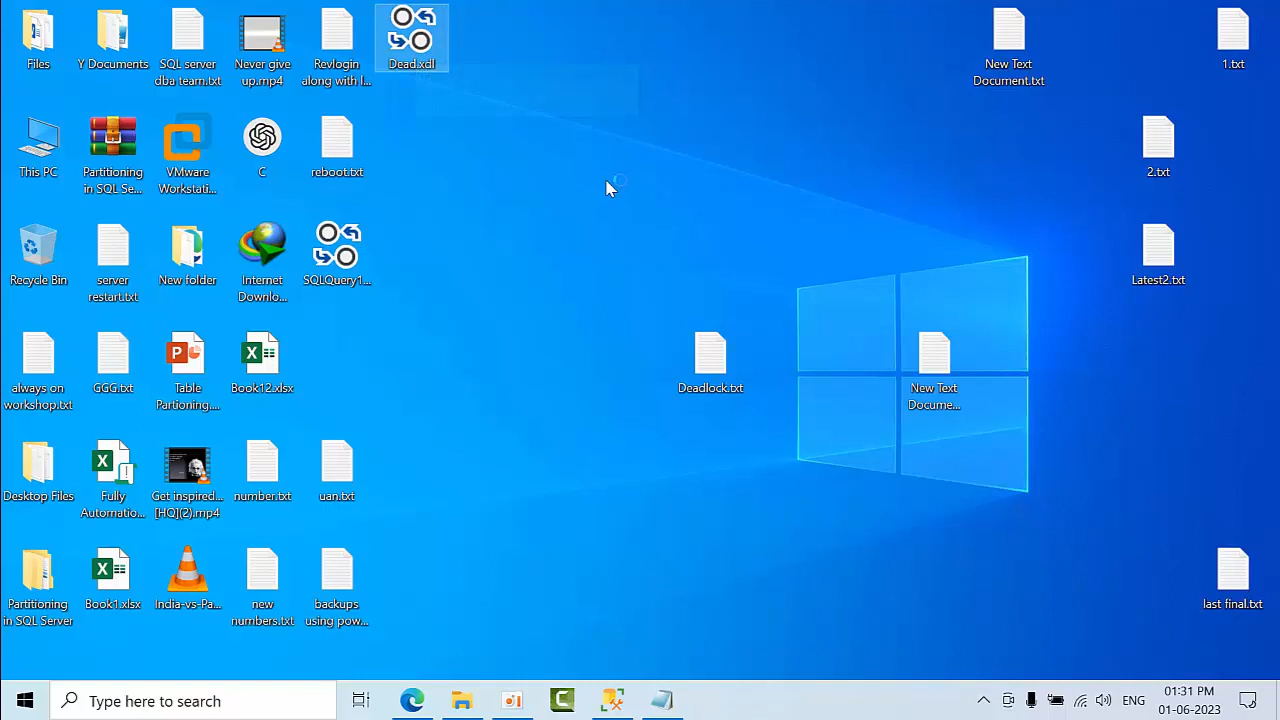 Files
Y Documents
SQL server
dba team.txt
Never give
up.mp4
Revlogin
along with l...
Dead.xdl
New Text
Document.txt
1.txt
This PC
Partitioning
in SQL Se...
VMware
Workstati...
C
reboot.txt
2.txt
Recycle Bin
server
restart.txt
New folder
Internet
Downlo...
SQLQuery1...
Latest2.txt
always on
workshop.txt
GGG.txt
Table
Partioning,...
Book12.xlsx
Deadlock.txt
New Text
Docume...
Desktop Files
Fully
Automatio...
Get inspired...
[HQ](2).mp4
number.txt
uan.txt
Partitioning
in SQL Server
Book1.xlsx
India-vs-Pa...
new
numbers.txt
backups
using pow...
last final.txt
Type here to search
ENG
01:31 PM
01-06-2023